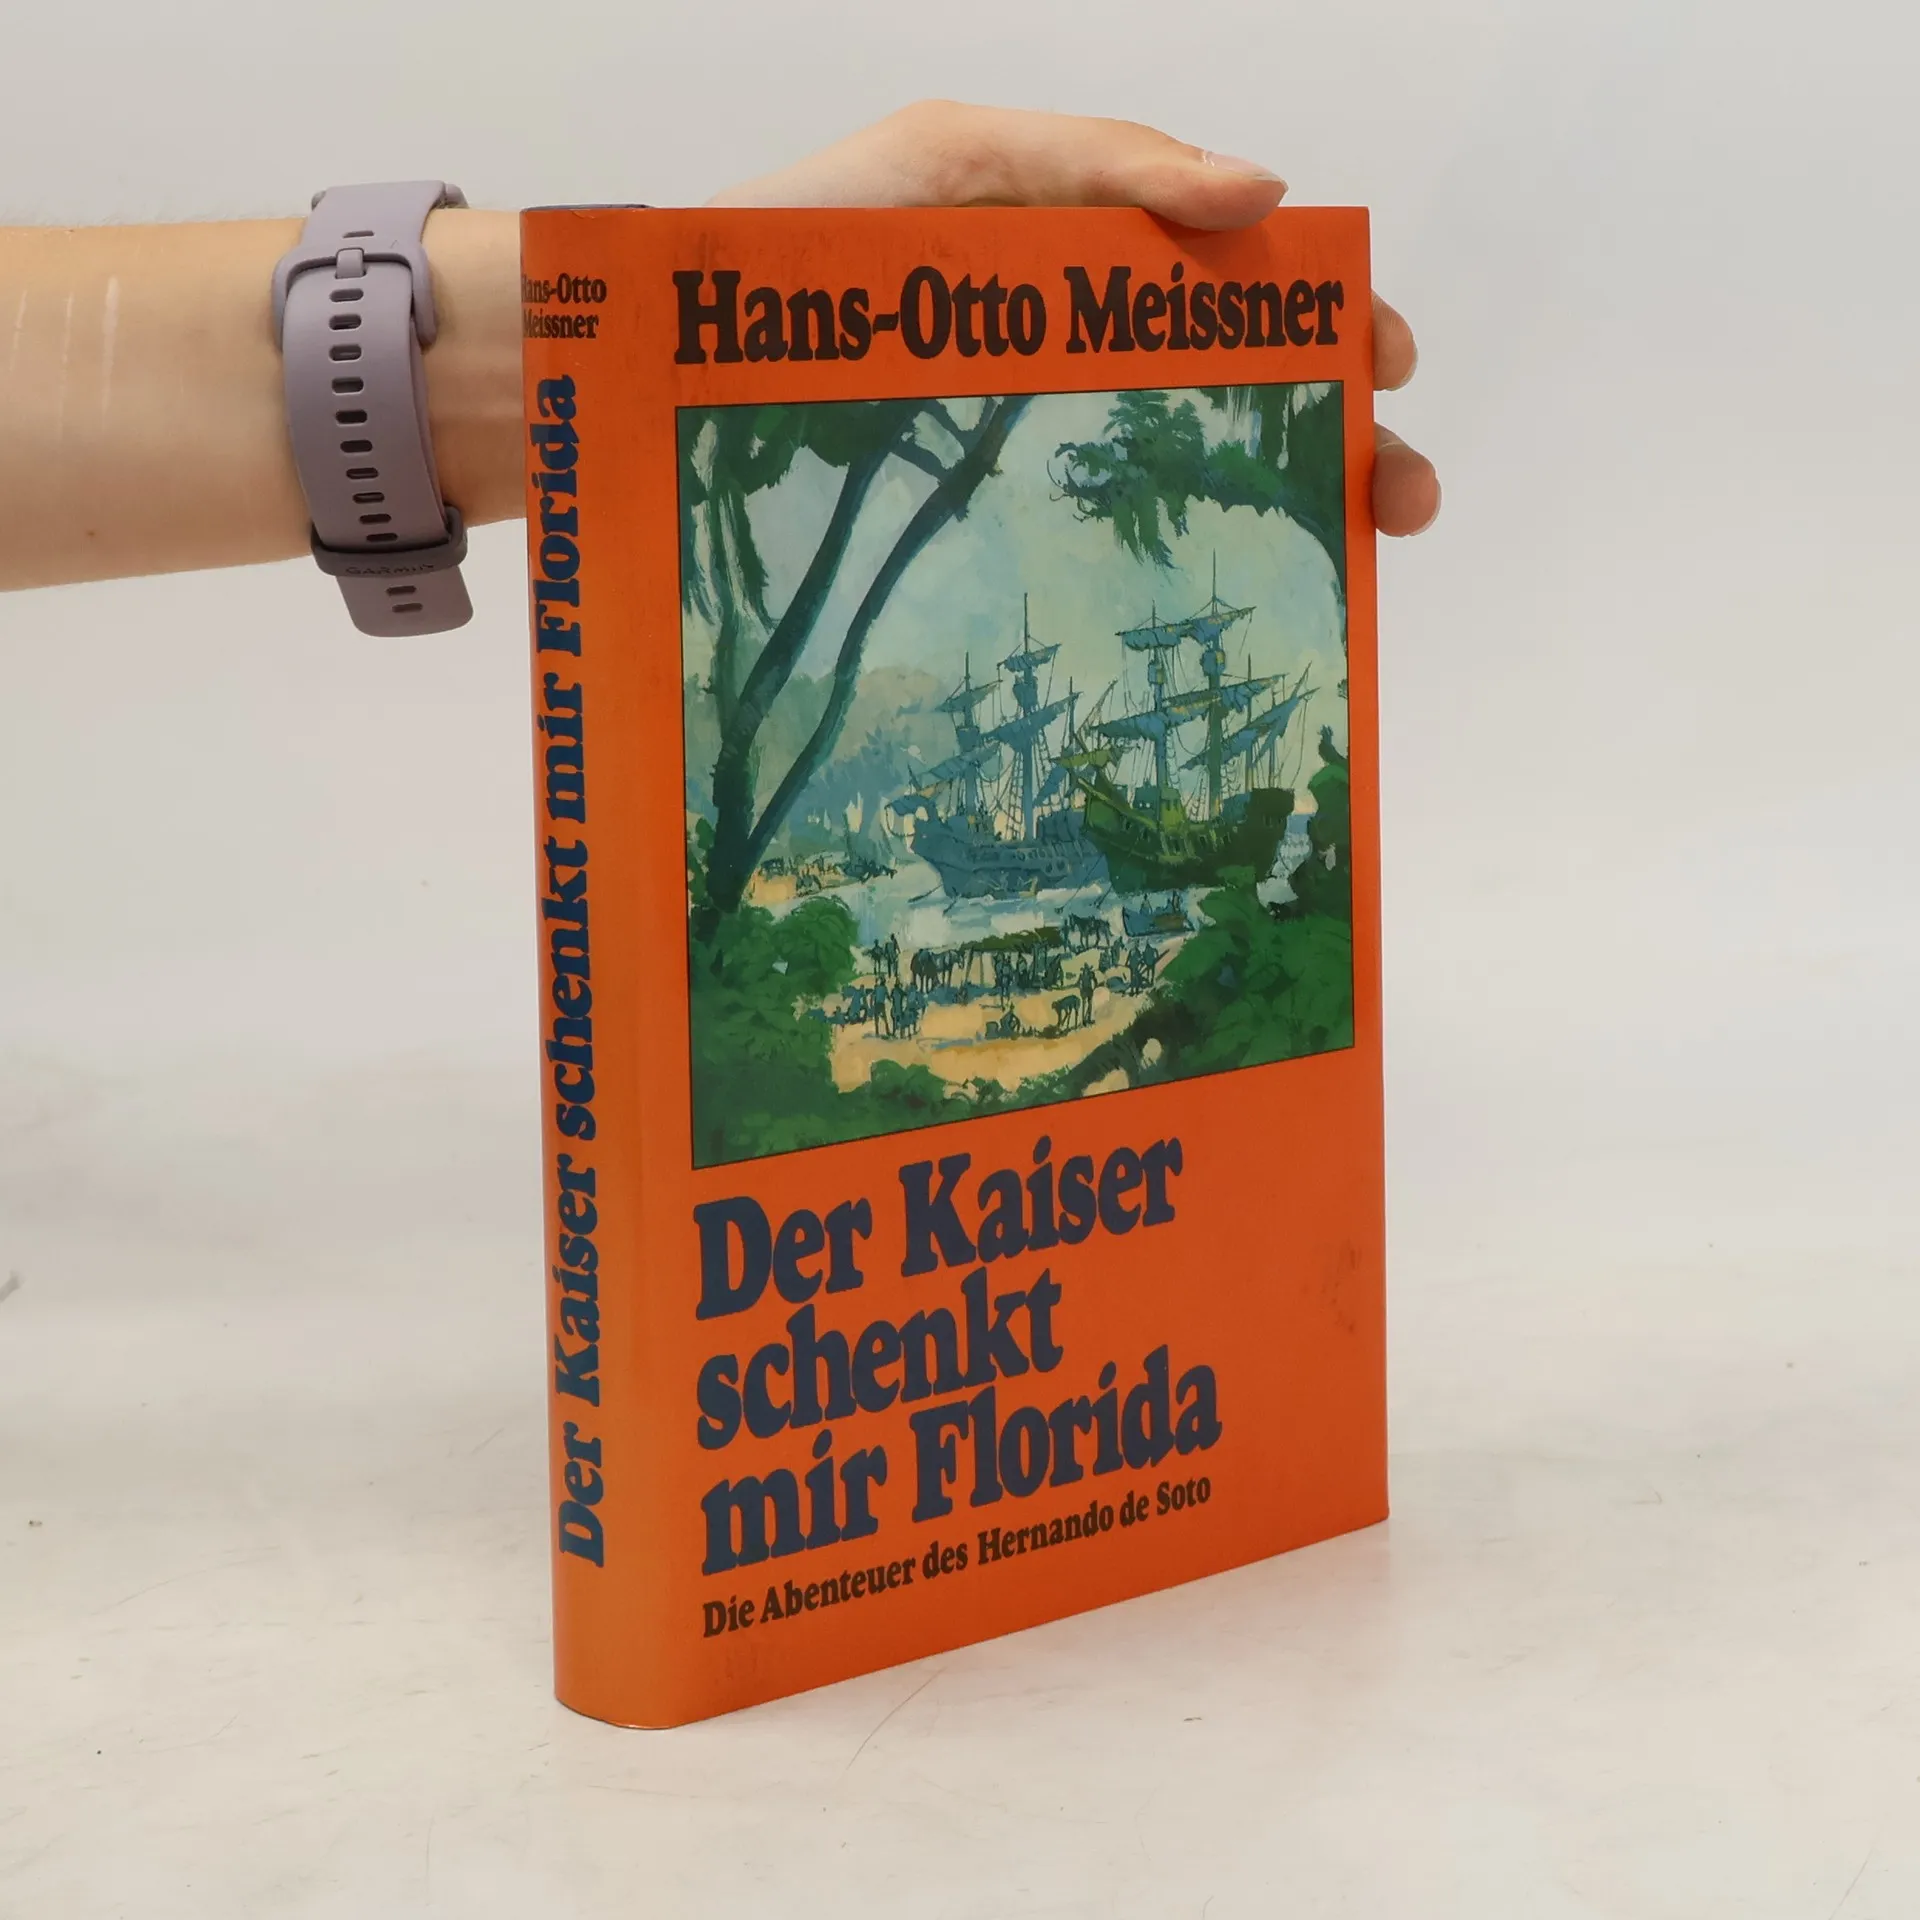 Hans-Otto
Meissner
Der Kaiser schenkt mir Florida
Hans-Otto Meissner
Der Kaiser
schenkt
mir Florida
Die Abenteuer des Hernando de Soto
GARMIN